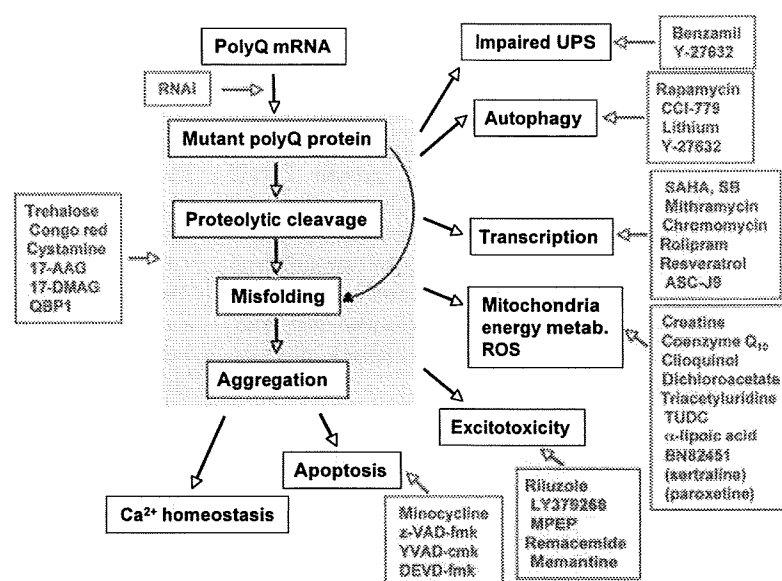 PolyQ mRNA
RNAi
Mutant polyQ protein
Proteolytic cleavage
Misfolding
Aggregation
Trehalose
Congo red
Cystamine
17-AAG
17-DMAG
QBP1
Impaired UPS
Benzamil
Y-27632
Autophagy
Rapamycin
CCI-779
Lithium
Y-27632
Transcription
SAHA, SB
Mithramycin
Chromomycin
Rolipram
Resveratrol
ASC-J9
Mitochondria
energy metab.
ROS
Creatine
Coenzyme Q₁₀
Clioquinol
Dichloroacetate
Triacetyluridine
TUDC
α-lipoic acid
BN82451
(sertraline)
(paroxetine)
Excitotoxicity
Riluzole
LY379268
MPEP
Remacemide
Memantine
Apoptosis
Minocycline
z-VAD-fmk
YVAD-cmk
DEVD-fmk
Ca²⁺ homeostasis